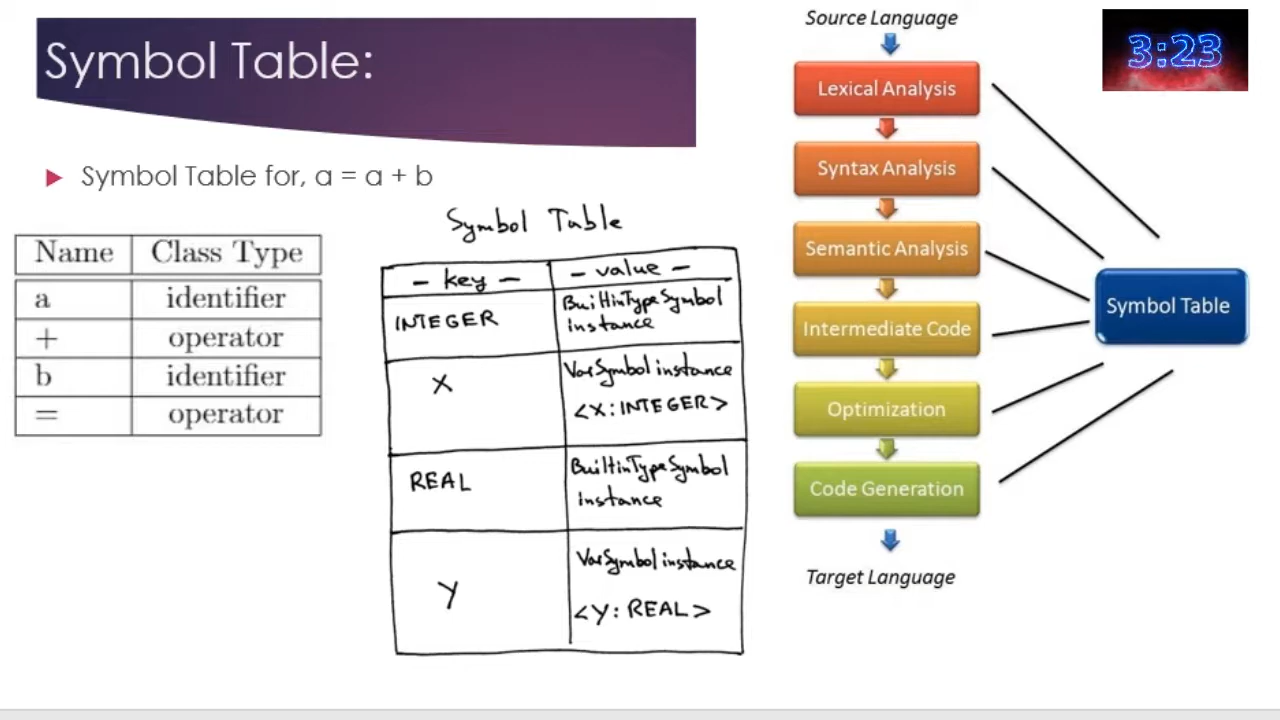 Symbol Table:
Symbol Table for, a = a + b
Name Class Type
a identifier
+ operator
b identifier
= operator
Symbol Table
- key - - value -
INTEGER BuiltinTypeSymbol
instance
X VarSymbol instance
<X:INTEGER>
REAL BuiltinTypeSymbol
instance
Y VarSymbol instance
<Y:REAL>
Source Language
Lexical Analysis
Syntax Analysis
Semantic Analysis
Intermediate Code
Optimization
Code Generation
Target Language
Symbol Table
3:23